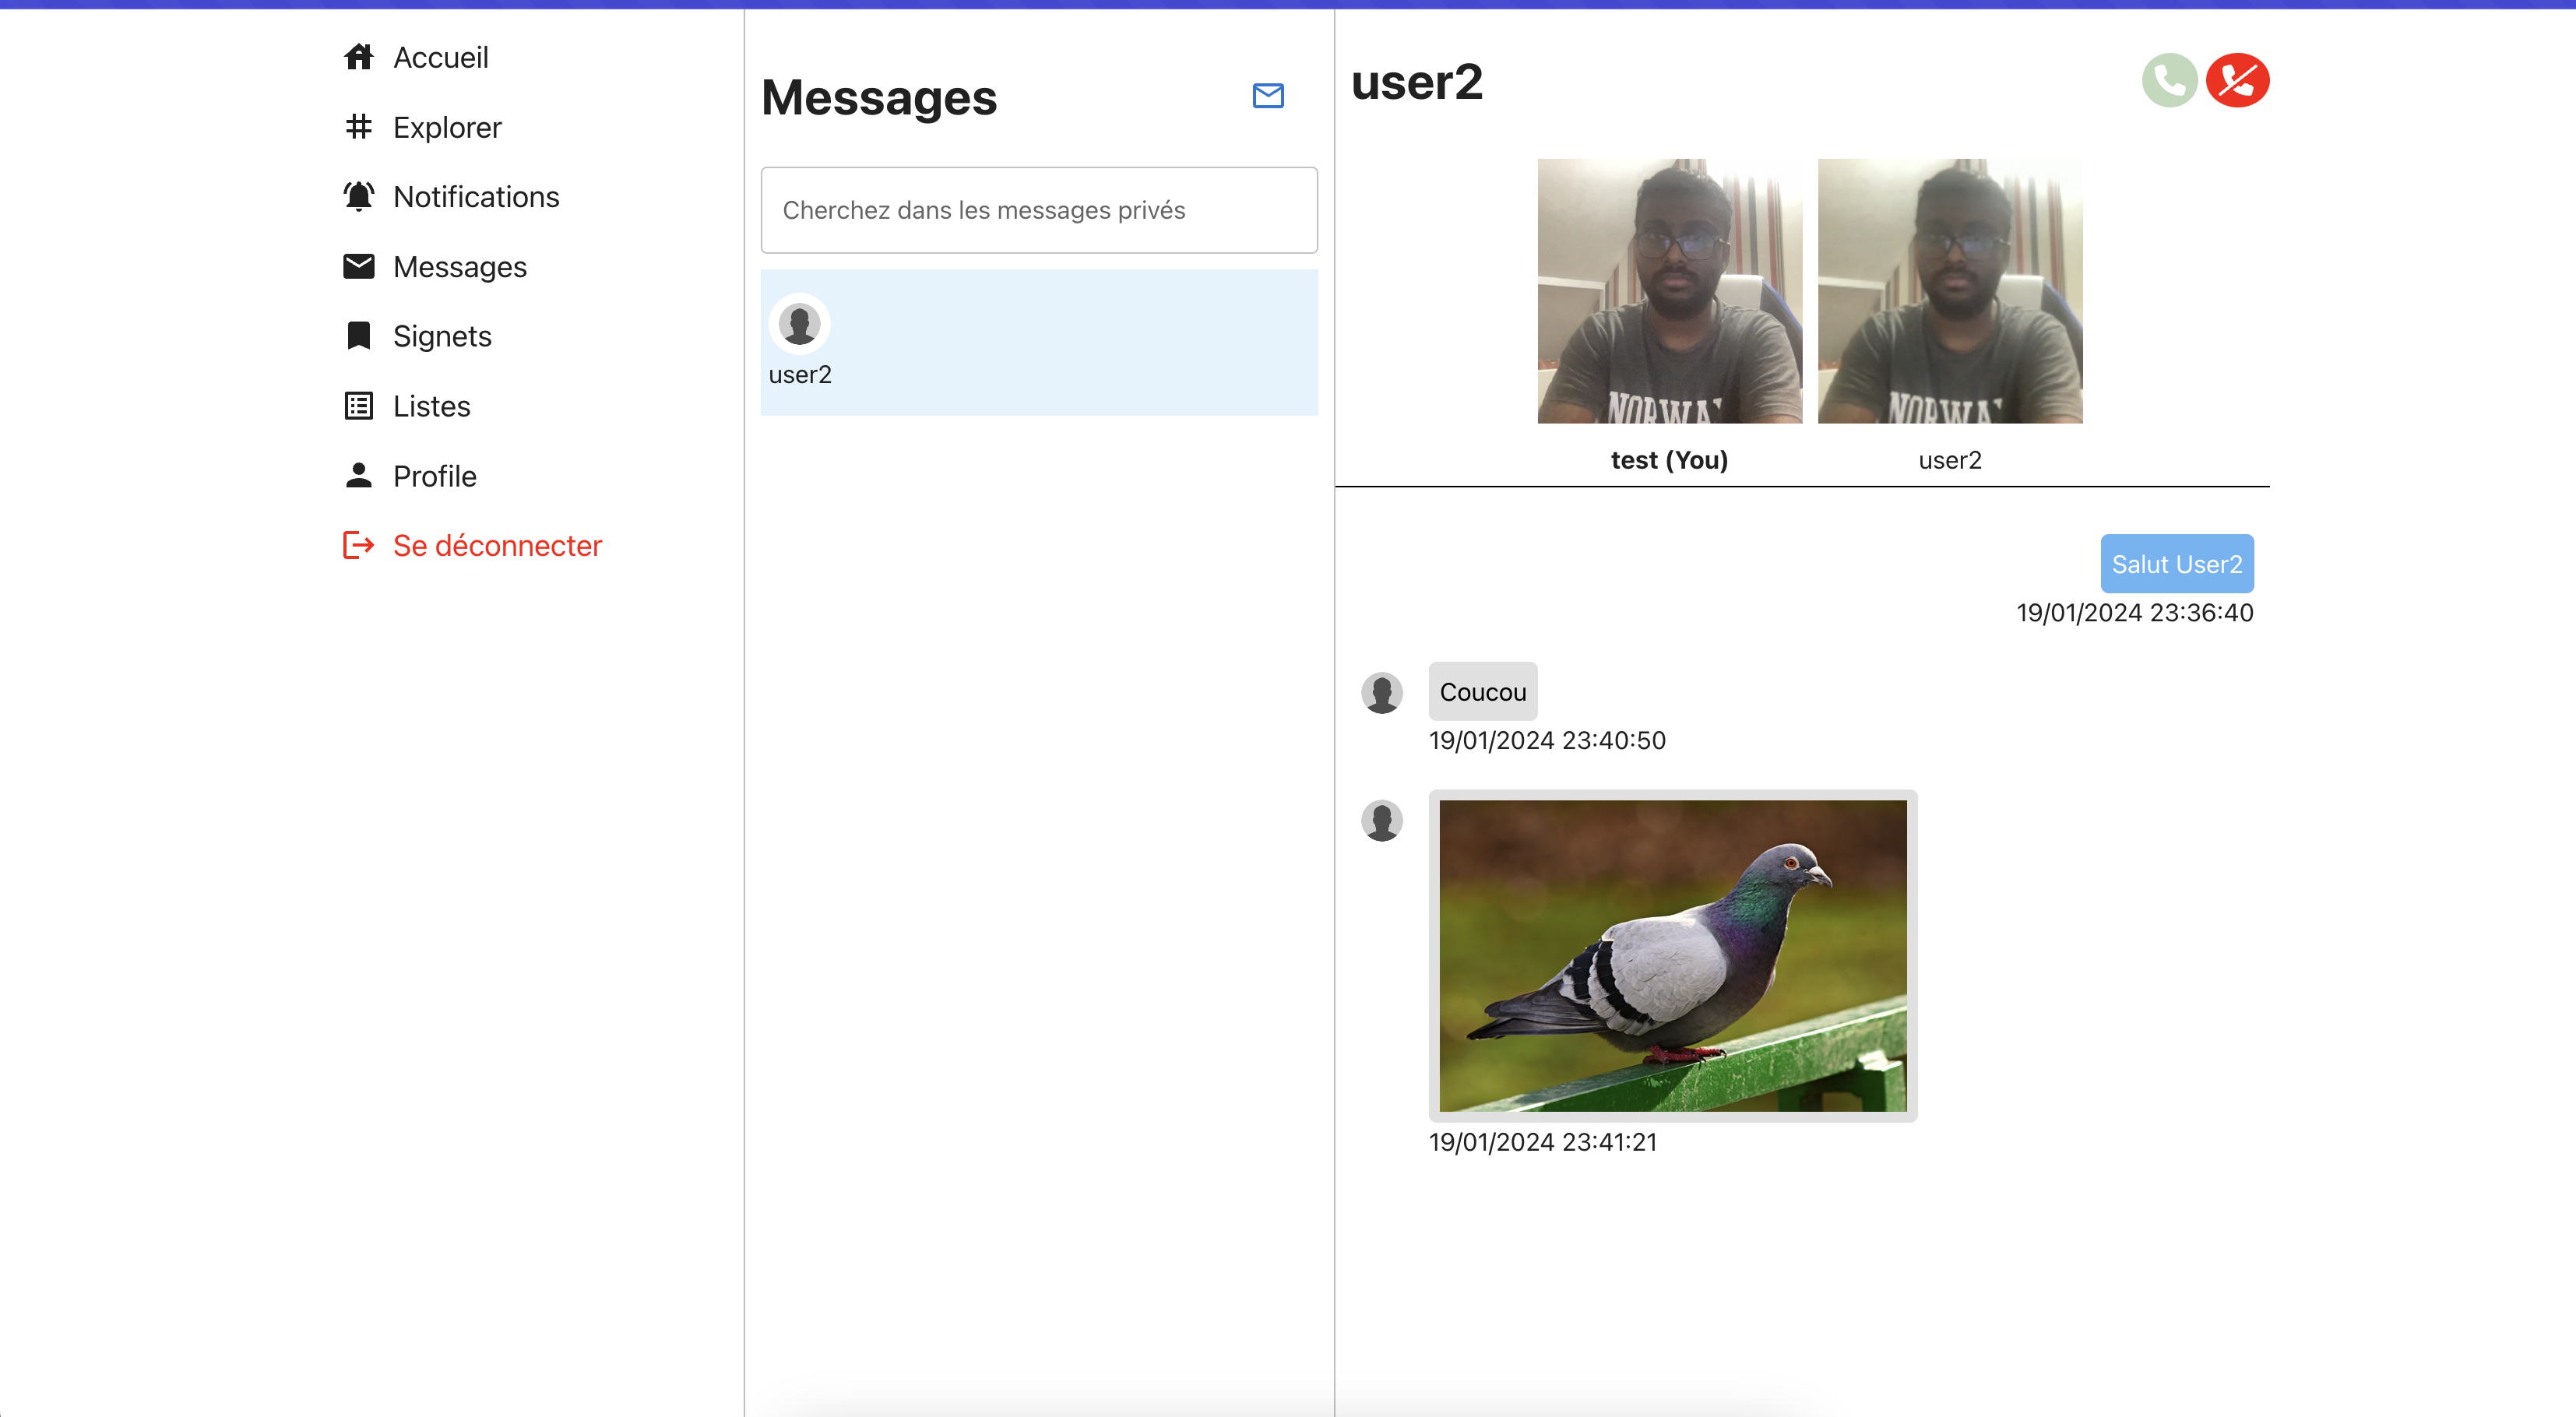 Accueil
Explorer
Notifications
Messages
Signets
Listes
Profile
Se déconnecter
Messages
Cherchez dans les messages privés
user2
user2
NORWAY
NORWAY
test (You)
user2
Salut User2
19/01/2024 23:36:40
Coucou
19/01/2024 23:40:50
19/01/2024 23:41:21